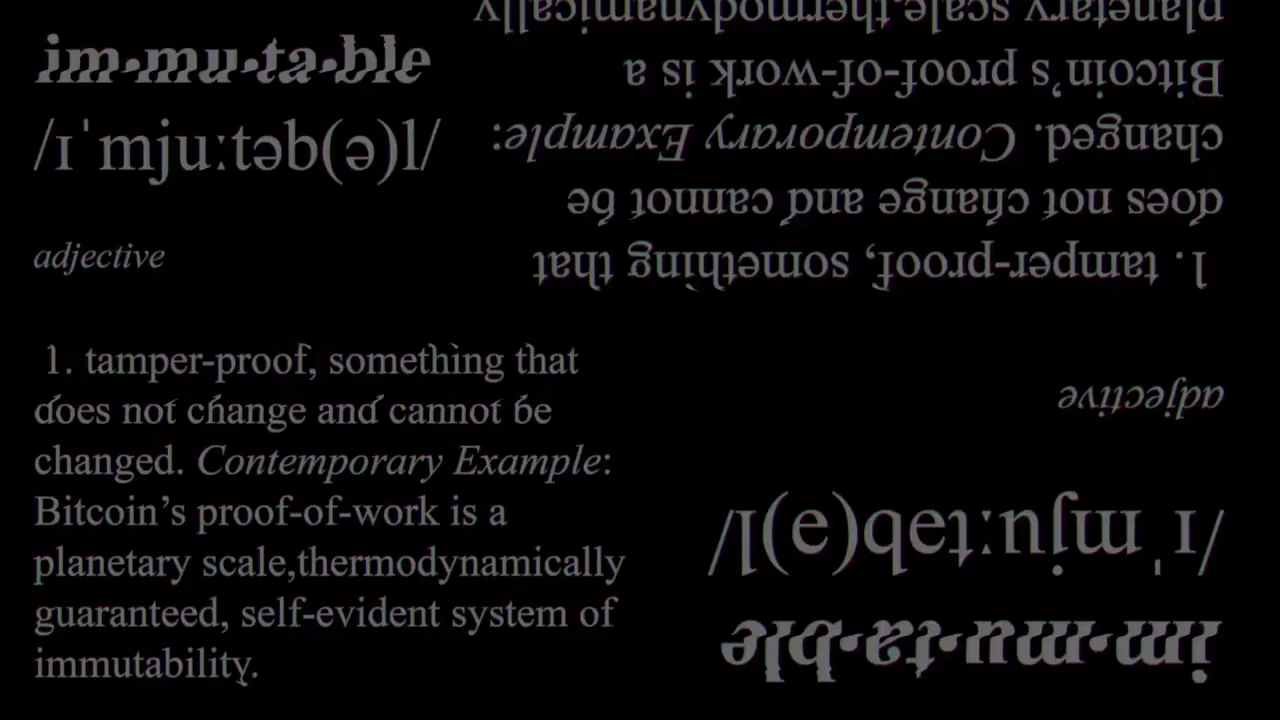 im·mu·ta·ble
/ɪˈmjuːtəb(ə)l/
adjective
1. tamper-proof, something that
does not change and cannot be
changed. Contemporary Example:
Bitcoin’s proof-of-work is a
planetary scale,thermodynamically
guaranteed, self-evident system of
immutability.
im·mu·ta·ble
/ɪˈmjuːtəb(ə)l/
adjective
1. tamper-proof, something that
does not change and cannot be
changed. Contemporary Example:
Bitcoin’s proof-of-work is a
planetary scale,thermodynamically